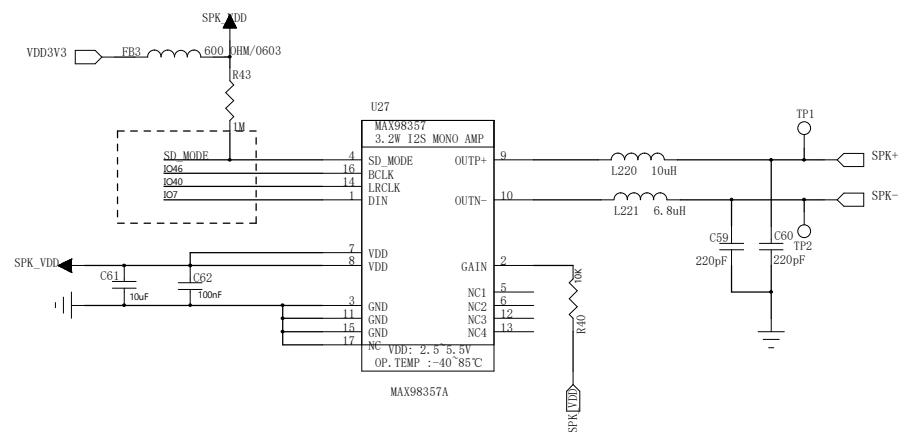 SPK_VDD
VDD3V3
FB3
600 OHM/0603
R43
1M
U27
MAX98357
3.2W I2S MONO AMP
TP1
SD_MODE
4
SD_MODE
OUTP+
9
L220
10uH
SPK+
IO46
16
BCLK
IO40
14
LRCLK
IO7
1
DIN
OUTN-
10
L221
6.8uH
SPK-
TP2
C59
220pF
C60
220pF
SPK_VDD
7
VDD
8
VDD
GAIN
2
10K
R40
C61
10uF
C62
100nF
NC1
5
3
GND
NC2
6
11
GND
NC3
12
15
GND
NC4
13
17
NC
VDD: 2.5~5.5V
OP.TEMP :-40~85℃
MAX98357A
SPK_VDD